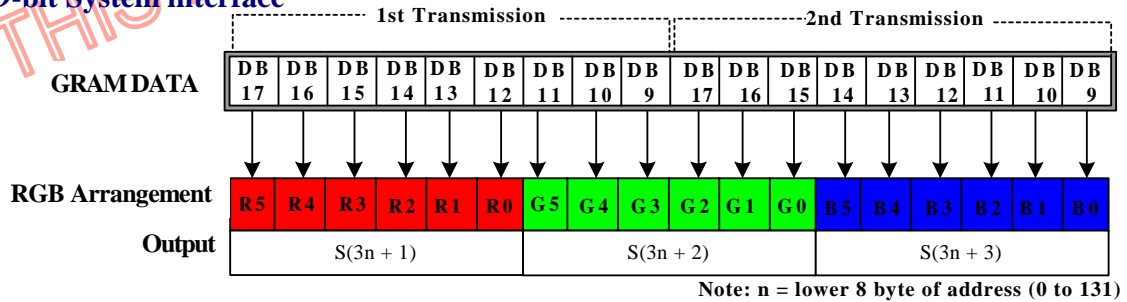 -bit System interface
THIS
1st Transmission 2nd Transmission
GRAM DATA DB 17 DB 16 DB 15 DB 14 DB 13 DB 12 DB 11 DB 10 DB 9 DB 17 DB 16 DB 15 DB 14 DB 13 DB 12 DB 11 DB 10 DB 9
RGB Arrangement R5 R4 R3 R2 R1 R0 G5 G4 G3 G2 G1 G0 B5 B4 B3 B2 B1 B0
Output S(3n + 1) S(3n + 2) S(3n + 3)
Note: n = lower 8 byte of address (0 to 131)